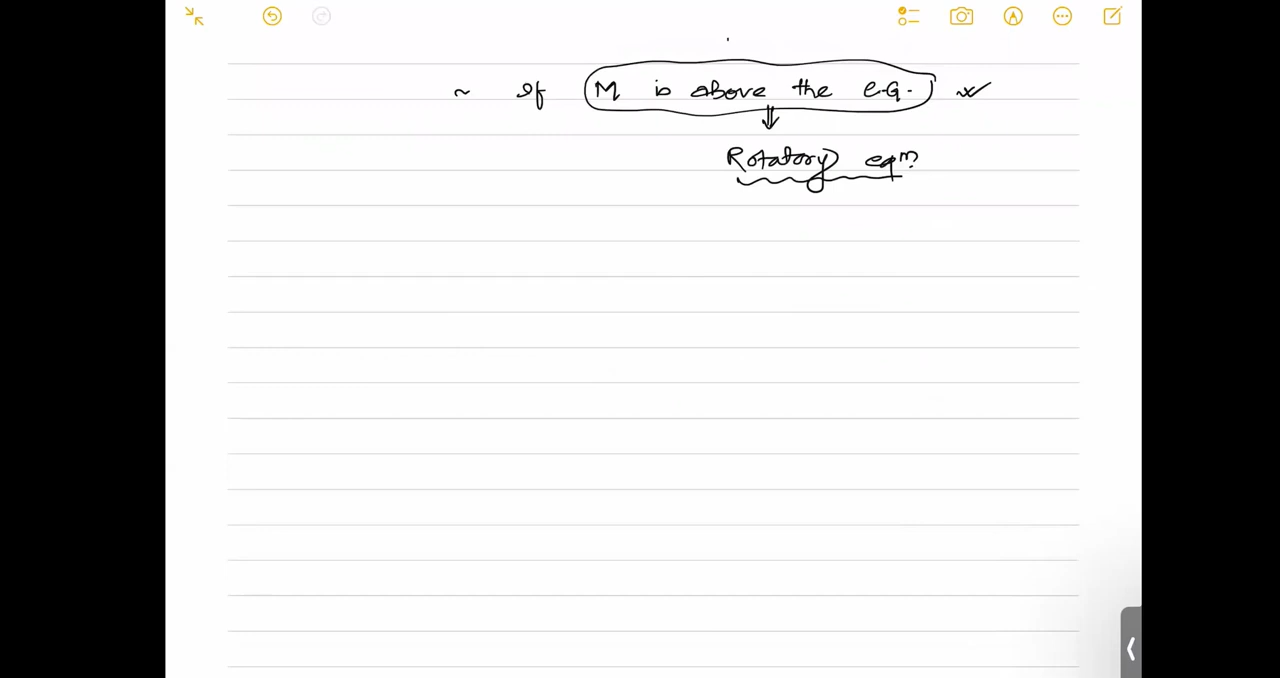 ~ If M is above the C.G.
Rotatory eqm.